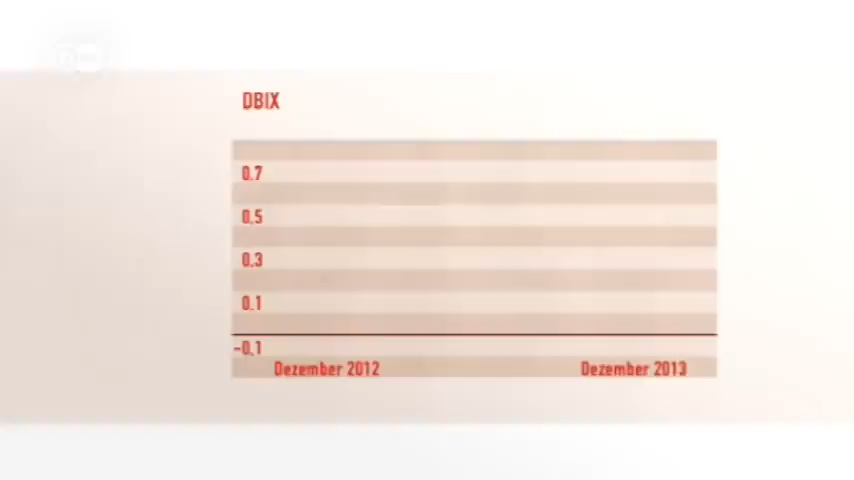 DBIX
0.7
0.5
0.3
0.1
-0.1
Dezember 2012
Dezember 2013